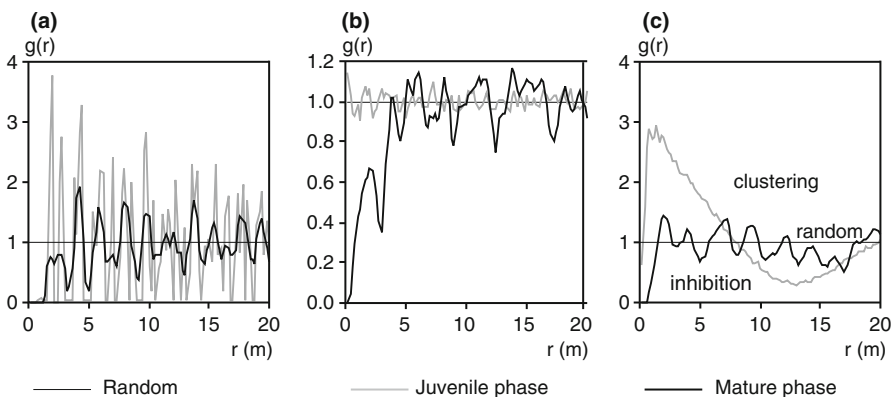 (a)
g(r)
4
3
2
1
0
0 5 10 15 20
r (m)
(b)
g(r)
1.2
1.0
0.8
0.6
0.4
0.2
0.0
0 5 10 15 20
r (m)
(c)
g(r)
4
3
2
1
0
clustering
random
inhibition
0 5 10 15 20
r (m)
Random
Juvenile phase
Mature phase